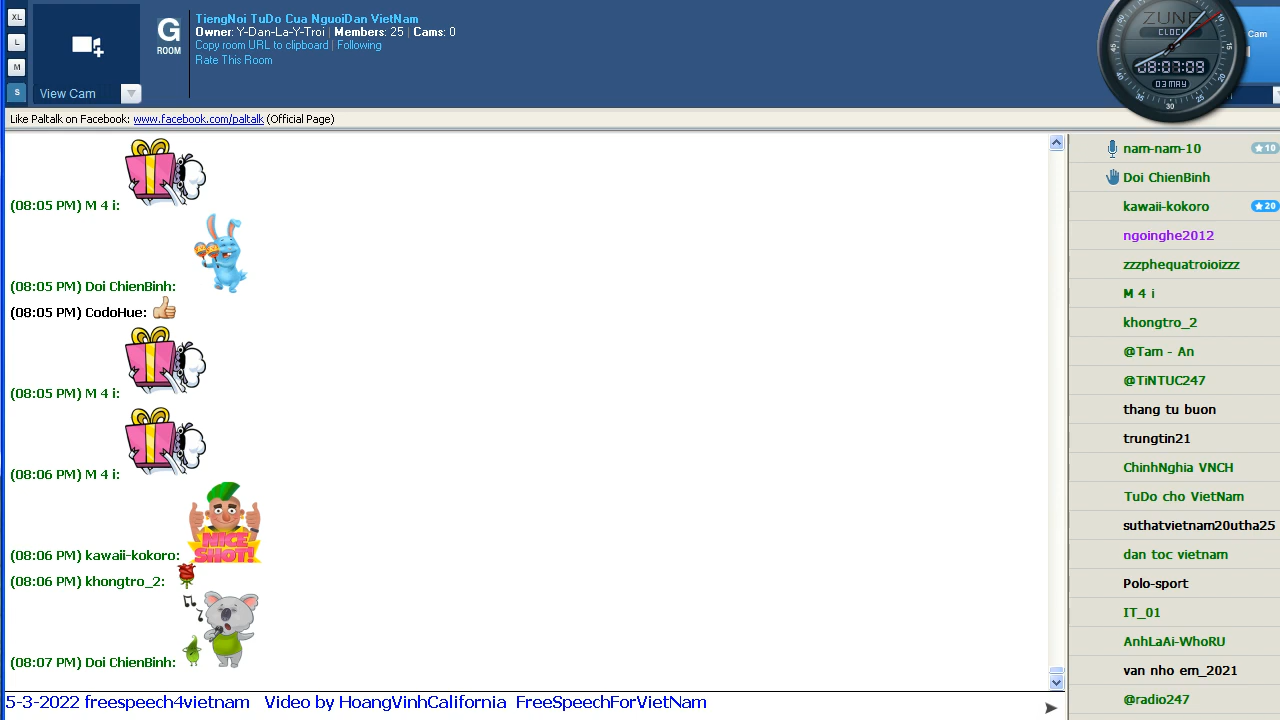 XL
L
M
S
View Cam
G
ROOM
TiengNoi TuDo Cua NguoiDan VietNam
Owner: Y-Dan-La-Y-Troi | Members: 25 | Cams: 0
Copy room URL to clipboard | Following
Rate This Room
ZUNE
CLOCK
08:07:09
03 MAY
Cam
Like Paltalk on Facebook: www.facebook.com/paltalk (Official Page)
(08:05 PM) M 4 i:
(08:05 PM) Doi ChienBinh:
(08:05 PM) CodoHue:
(08:05 PM) M 4 i:
(08:06 PM) M 4 i:
NICE SHOT!
(08:06 PM) kawaii-kokoro:
(08:06 PM) khongtro_2:
(08:07 PM) Doi ChienBinh:
5-3-2022 freespeech4vietnam Video by HoangVinhCalifornia FreeSpeechForVietNam
nam-nam-10 10
Doi ChienBinh
kawaii-kokoro 20
ngoinghe2012
zzzphequatroioizzz
M 4 i
khongtro_2
@Tam - An
@TiNTUC247
thang tu buon
trungtin21
ChinhNghia VNCH
TuDo cho VietNam
suthatvietnam20utha25
dan toc vietnam
Polo-sport
IT_01
AnhLaAi-WhoRU
van nho em_2021
@radio247